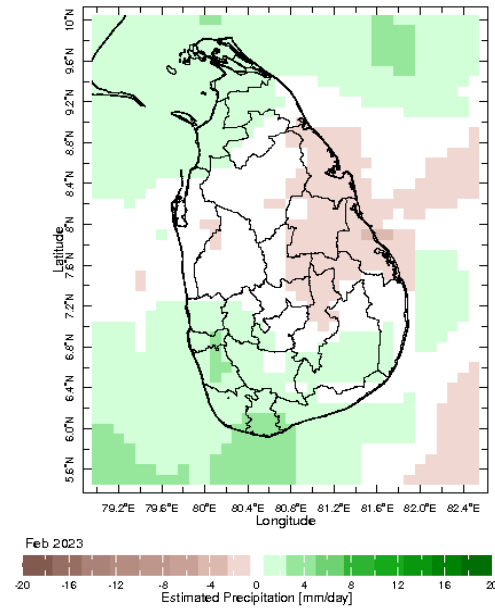 10°N
9.6°N
9.2°N
8.8°N
8.4°N
8°N
7.6°N
7.2°N
6.8°N
6.4°N
6.0°N
5.6°N
Latitude
79.2°E 79.6°E 80°E 80.4°E 80.8°E 81.2°E 81.6°E 82.0°E 82.4°E
Longitude
Feb 2023
-20 -16 -12 -8 -4 0 4 8 12 16 20
Estimated Precipitation [mm/day]